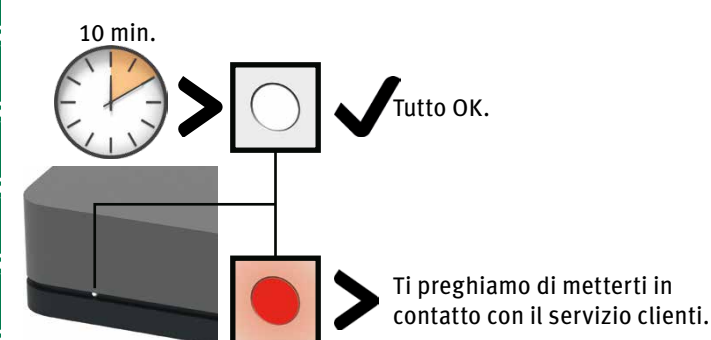 10 min.
Tutto OK.
Ti preghiamo di metterti in
contatto con il servizio clienti.